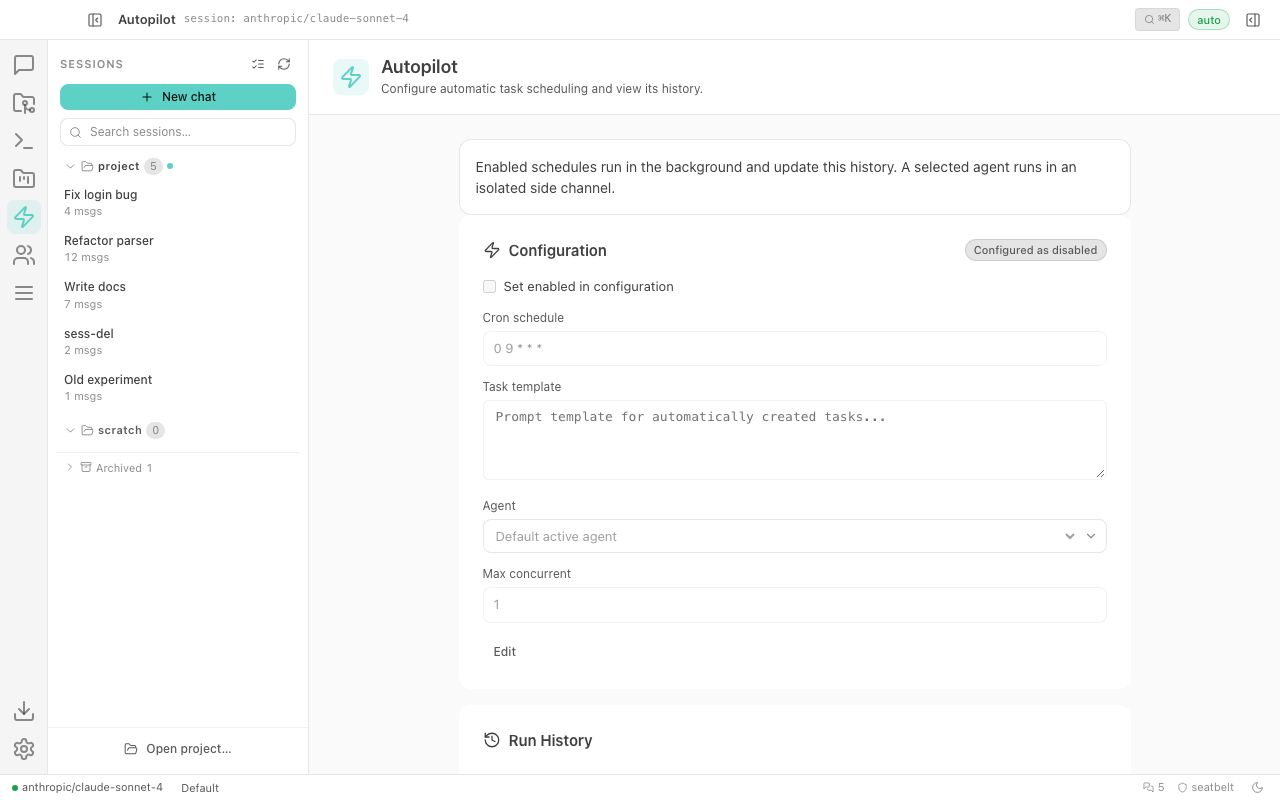 Autopilot session: anthropic/claude-sonnet-4
⌘K
auto
SESSIONS
New chat
Search sessions...
project 5
Fix login bug
4 msgs
Refactor parser
12 msgs
Write docs
7 msgs
sess-del
2 msgs
Old experiment
1 msgs
scratch 0
Archived 1
Open project...
Autopilot
Configure automatic task scheduling and view its history.
Enabled schedules run in the background and update this history. A selected agent runs in an
isolated side channel.
Configuration
Configured as disabled
Set enabled in configuration
Cron schedule
0 9 * * *
Task template
Prompt template for automatically created tasks...
Agent
Default active agent
Max concurrent
1
Edit
Run History
anthropic/claude-sonnet-4 Default
5 seatbelt